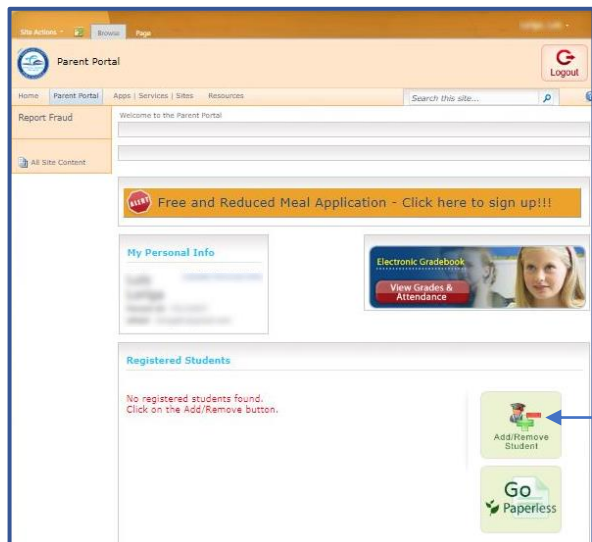 Site Actions
Browse
Page
Parent Portal
Logout
Home
Parent Portal
Apps | Services | Sites
Resources
Search this site...
Report Fraud
Welcome to the Parent Portal
All Site Content
ALERT
Free and Reduced Meal Application - Click here to sign up!!!
My Personal Info
Electronic Gradebook
View Grades &
Attendance
Registered Students
No registered students found.
Click on the Add/Remove button.
Add/Remove
Student
Go
Paperless